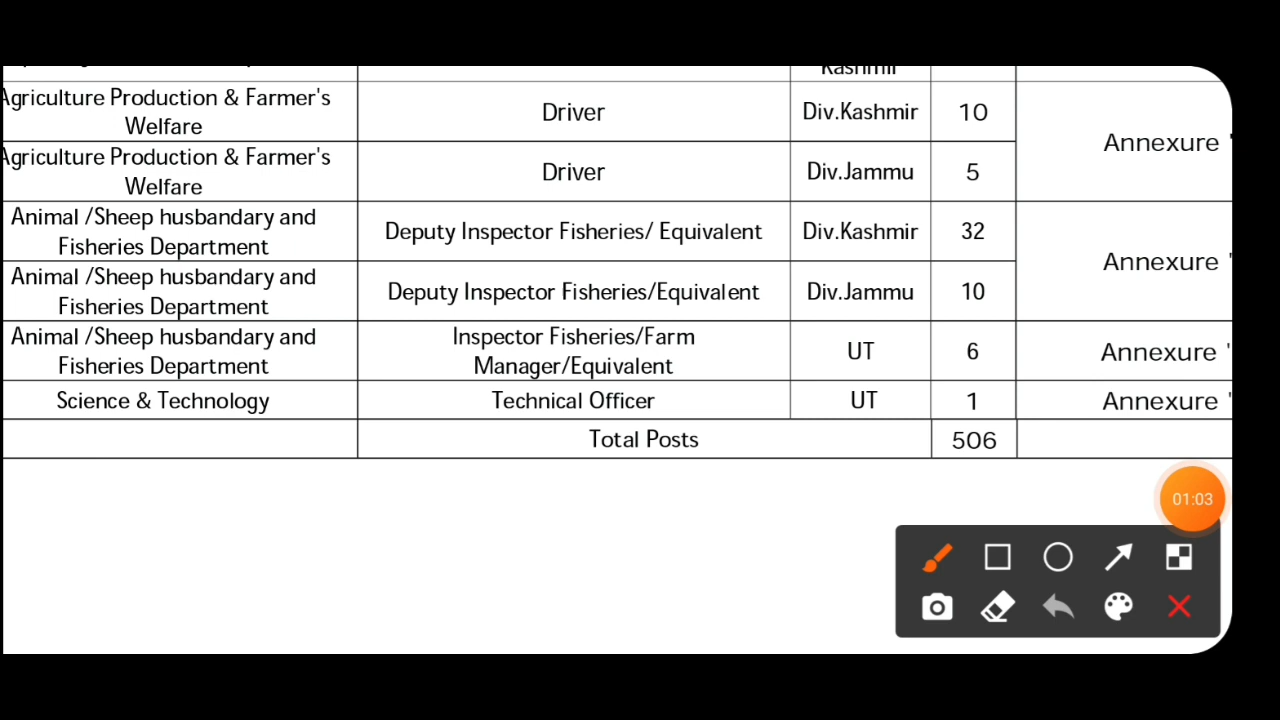 Kashmir
Agriculture Production & Farmer's
Welfare
Driver
Div.Kashmir
10
Annexure '
Agriculture Production & Farmer's
Welfare
Driver
Div.Jammu
5
Animal /Sheep husbandary and
Fisheries Department
Deputy Inspector Fisheries/ Equivalent
Div.Kashmir
32
Annexure '
Animal /Sheep husbandary and
Fisheries Department
Deputy Inspector Fisheries/Equivalent
Div.Jammu
10
Animal /Sheep husbandary and
Fisheries Department
Inspector Fisheries/Farm
Manager/Equivalent
UT
6
Annexure '
Science & Technology
Technical Officer
UT
1
Annexure '
Total Posts
506
01:03